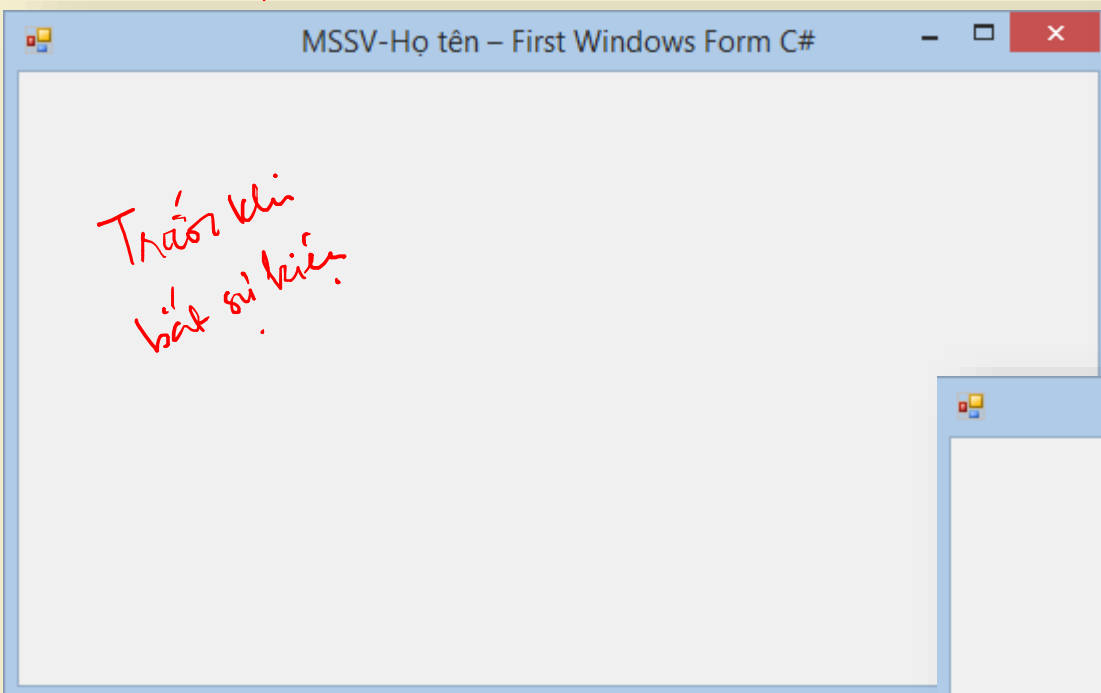 MSSV-Họ tên – First Windows Form C#
Trước khi
bắt sự kiện